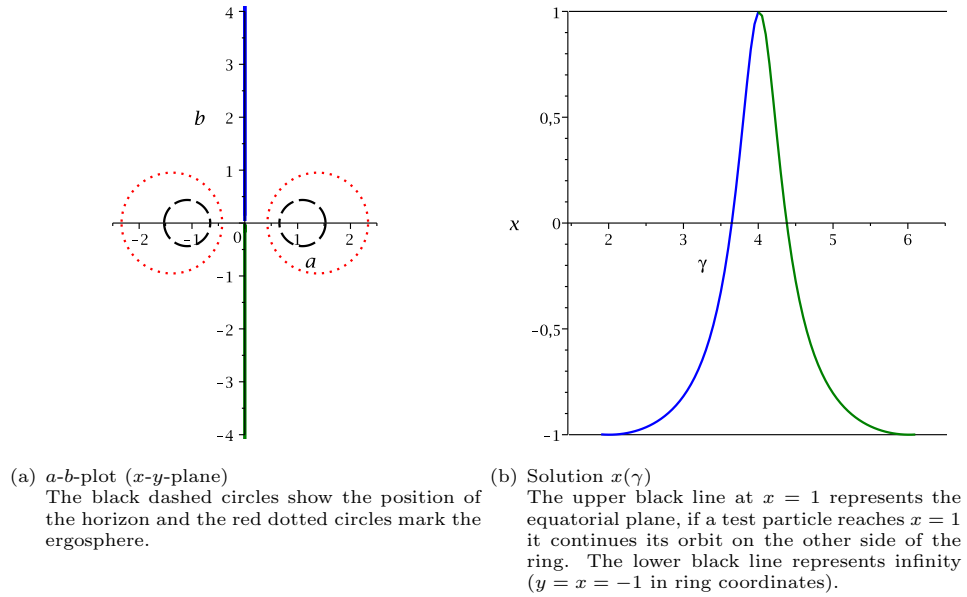 4
3
b
2
1
-2
-1
0
1
2
a
-1
-2
-3
-4
1
0,5
x
0
2
3
4
5
6
γ
-0,5
-1
(a) a-b-plot (x-y-plane)
The black dashed circles show the position of
the horizon and the red dotted circles mark the
ergosphere.
(b) Solution x(γ)
The upper black line at x = 1 represents the
equatorial plane, if a test particle reaches x = 1
it continues its orbit on the other side of the
ring. The lower black line represents infinity
(y = x = −1 in ring coordinates).